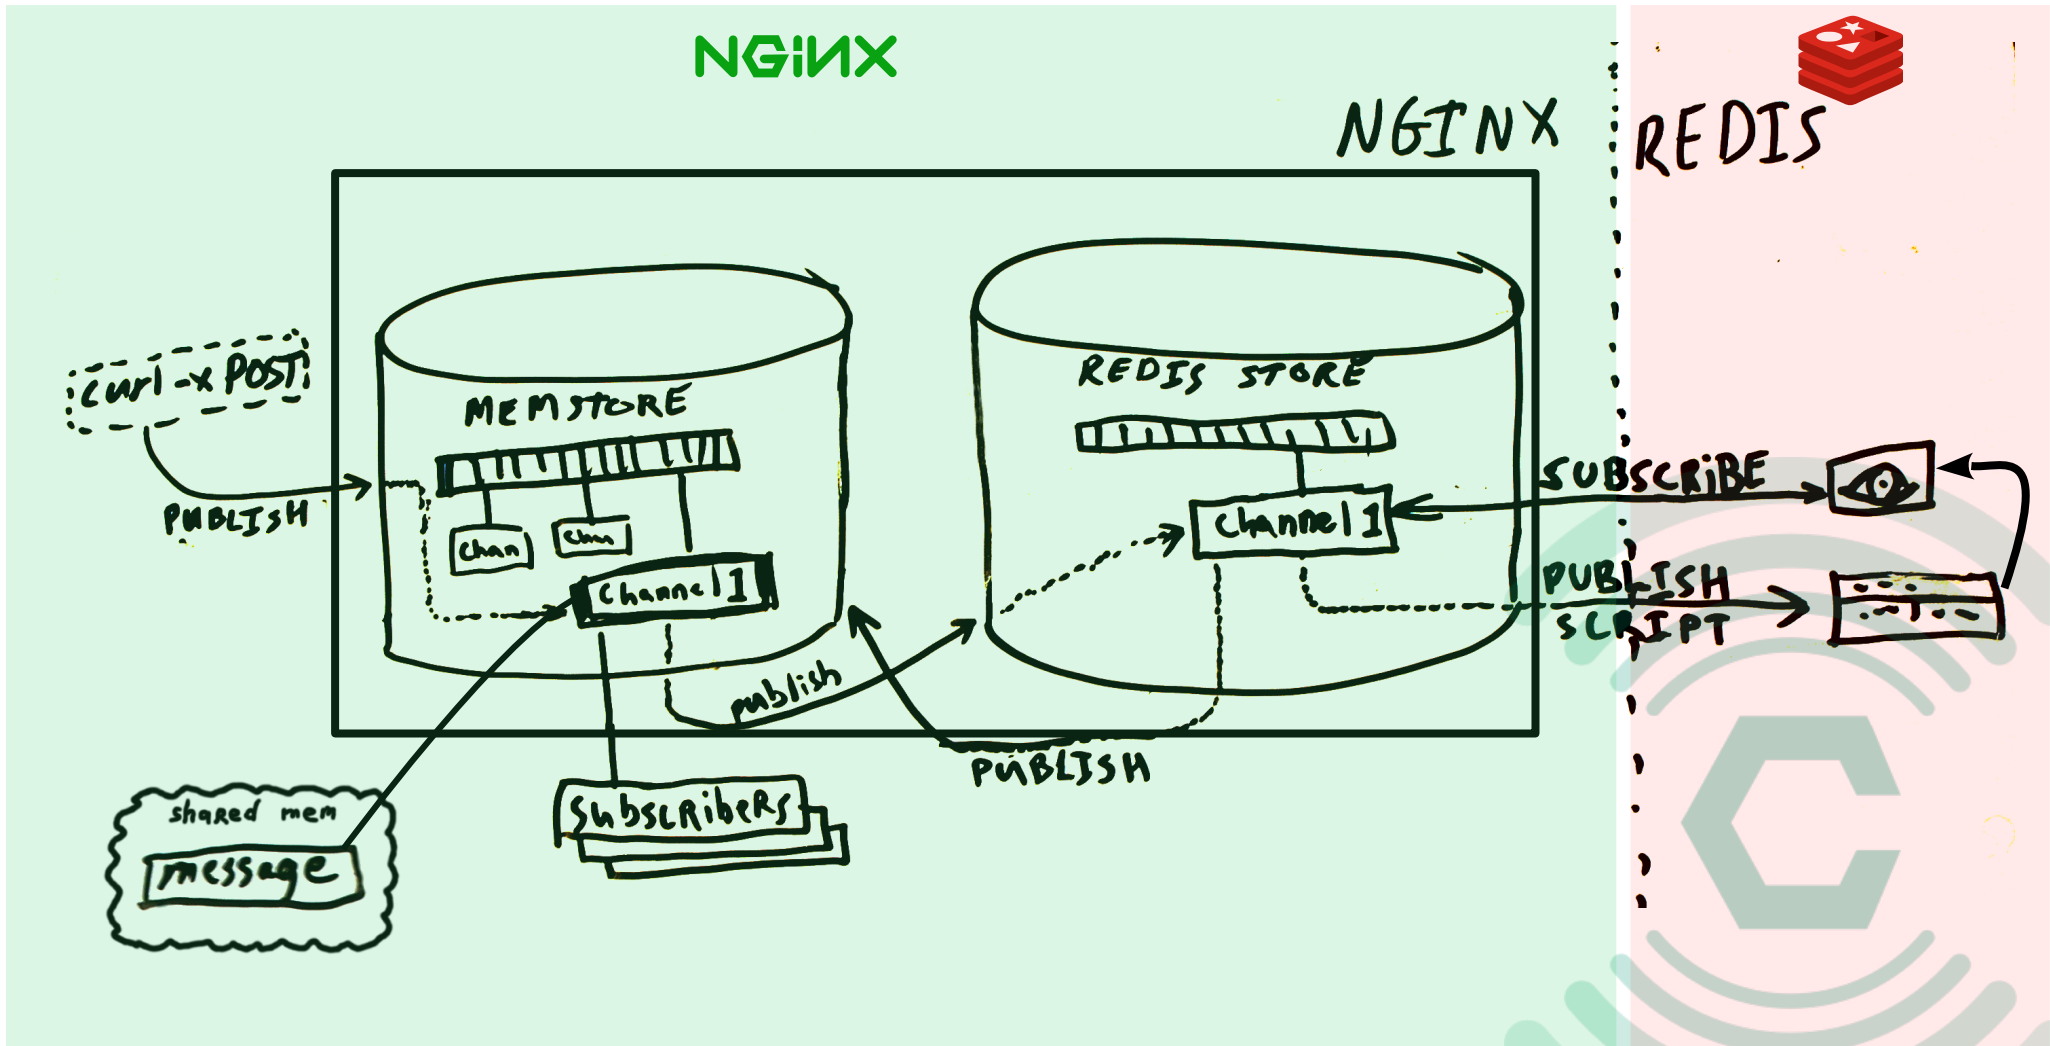 NGiNX
NGINX
REDIS
curl -x POST
PUBLISH
MEMSTORE
chan
chan
channel 1
REDIS STORE
channel 1
SUBSCRIBE
PUBLISH
SCRIPT
publish
PUBLISH
shared mem
message
subscribers